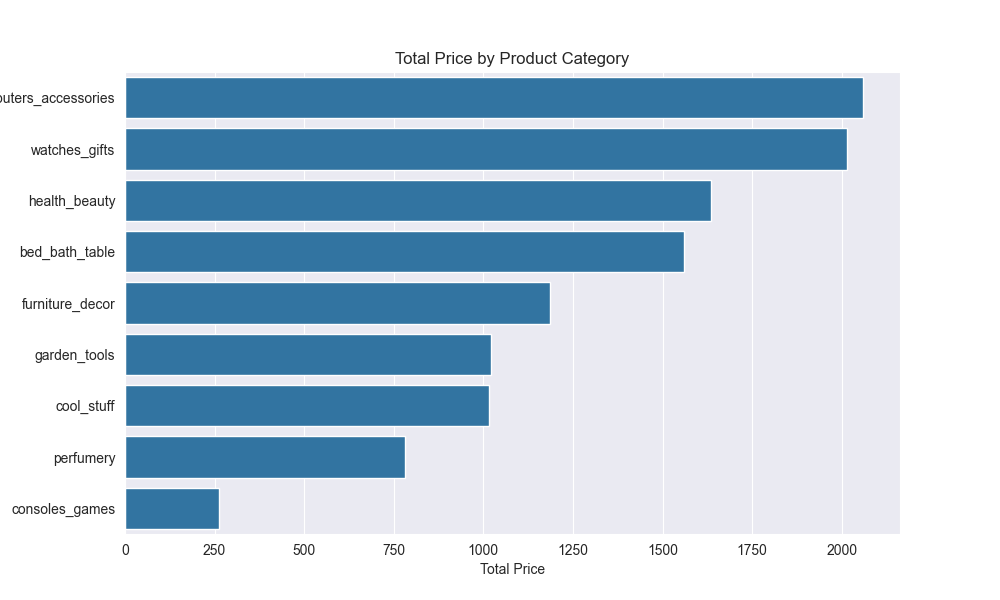 Total Price by Product Category
outers_accessories
watches_gifts
health_beauty
bed_bath_table
furniture_decor
garden_tools
cool_stuff
perfumery
consoles_games
0 250 500 750 1000 1250 1500 1750 2000
Total Price